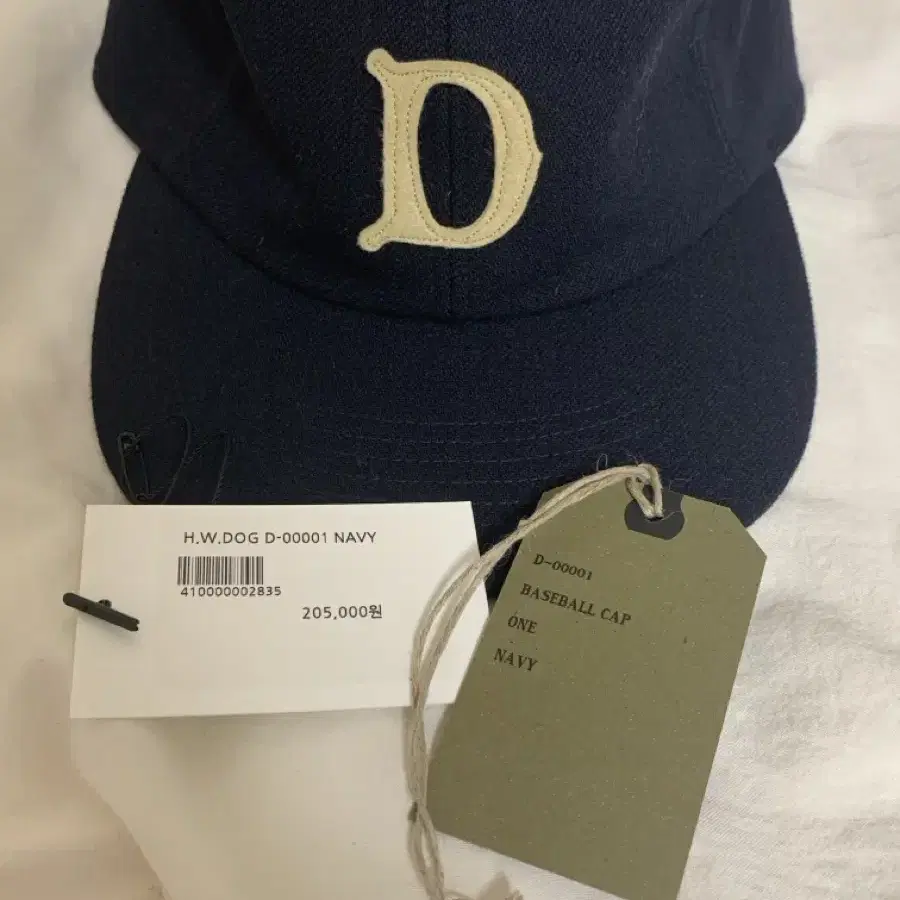 D
H.W.DOG D-00001 NAVY
410000002835
205,000원
D-00001
BASEBALL CAP
ONE
NAVY